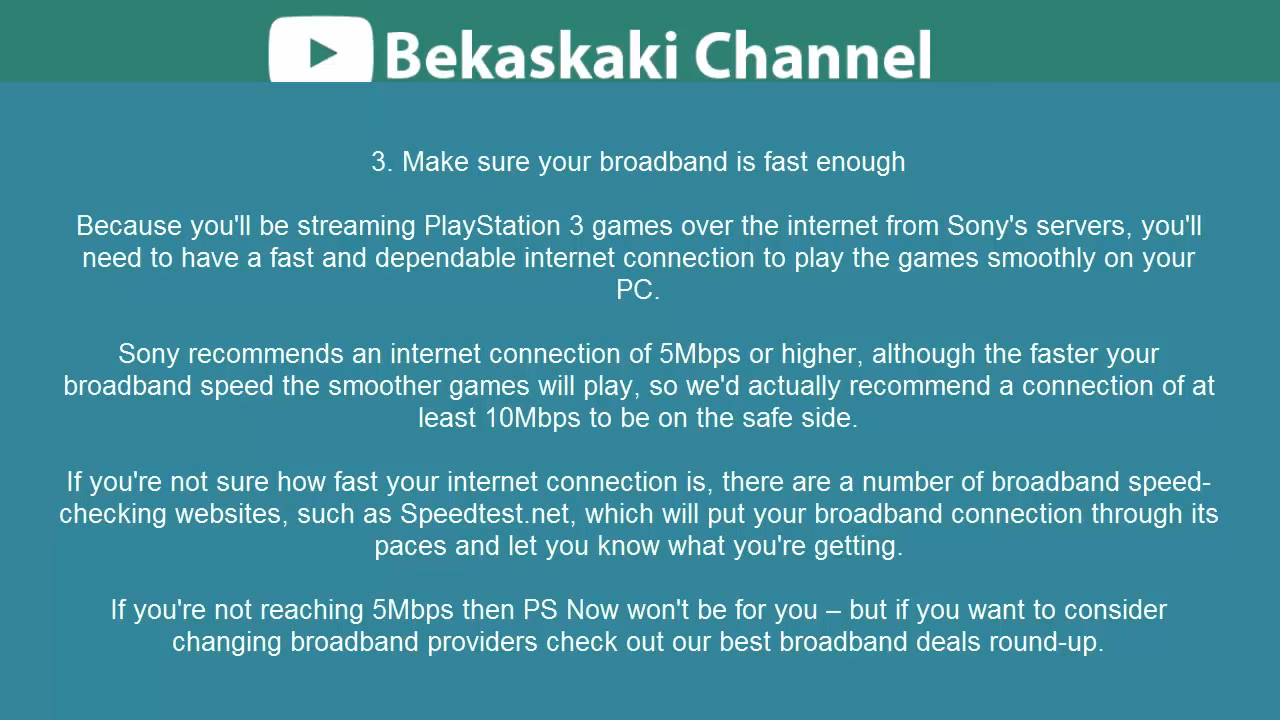 Bekaskaki Channel
3. Make sure your broadband is fast enough
Because you'll be streaming PlayStation 3 games over the internet from Sony's servers, you'll
need to have a fast and dependable internet connection to play the games smoothly on your
PC.
Sony recommends an internet connection of 5Mbps or higher, although the faster your
broadband speed the smoother games will play, so we'd actually recommend a connection of at
least 10Mbps to be on the safe side.
If you're not sure how fast your internet connection is, there are a number of broadband speed-
checking websites, such as Speedtest.net, which will put your broadband connection through its
paces and let you know what you're getting.
If you're not reaching 5Mbps then PS Now won't be for you – but if you want to consider
changing broadband providers check out our best broadband deals round-up.